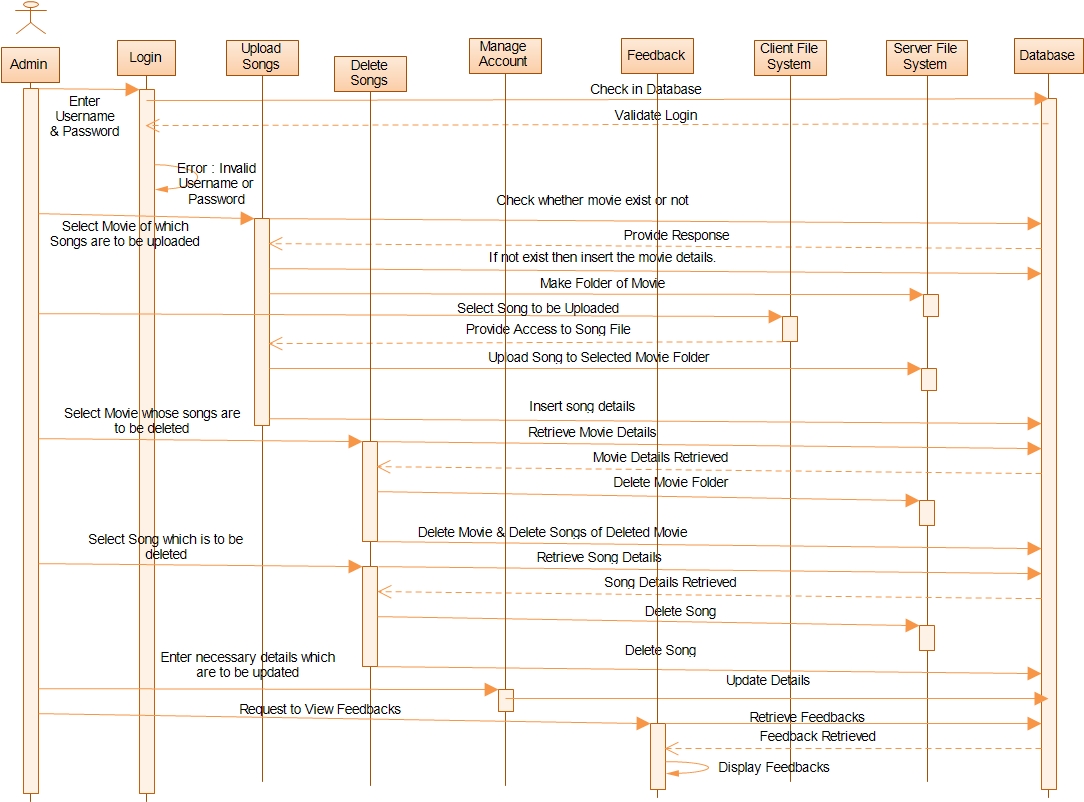 Admin
Login
Upload
Songs
Delete
Songs
Manage
Account
Feedback
Client File
System
Server File
System
Database
Enter
Username
& Password
Check in Database
Validate Login
Error : Invalid
Username or
Password
Check whether movie exist or not
Select Movie of which
Songs are to be uploaded
Provide Response
If not exist then insert the movie details.
Make Folder of Movie
Select Song to be Uploaded
Provide Access to Song File
Upload Song to Selected Movie Folder
Insert song details
Select Movie whose songs are
to be deleted
Retrieve Movie Details
Movie Details Retrieved
Delete Movie Folder
Delete Movie & Delete Songs of Deleted Movie
Select Song which is to be
deleted
Retrieve Song Details
Song Details Retrieved
Delete Song
Delete Song
Enter necessary details which
are to be updated
Update Details
Request to View Feedbacks
Retrieve Feedbacks
Feedback Retrieved
Display Feedbacks